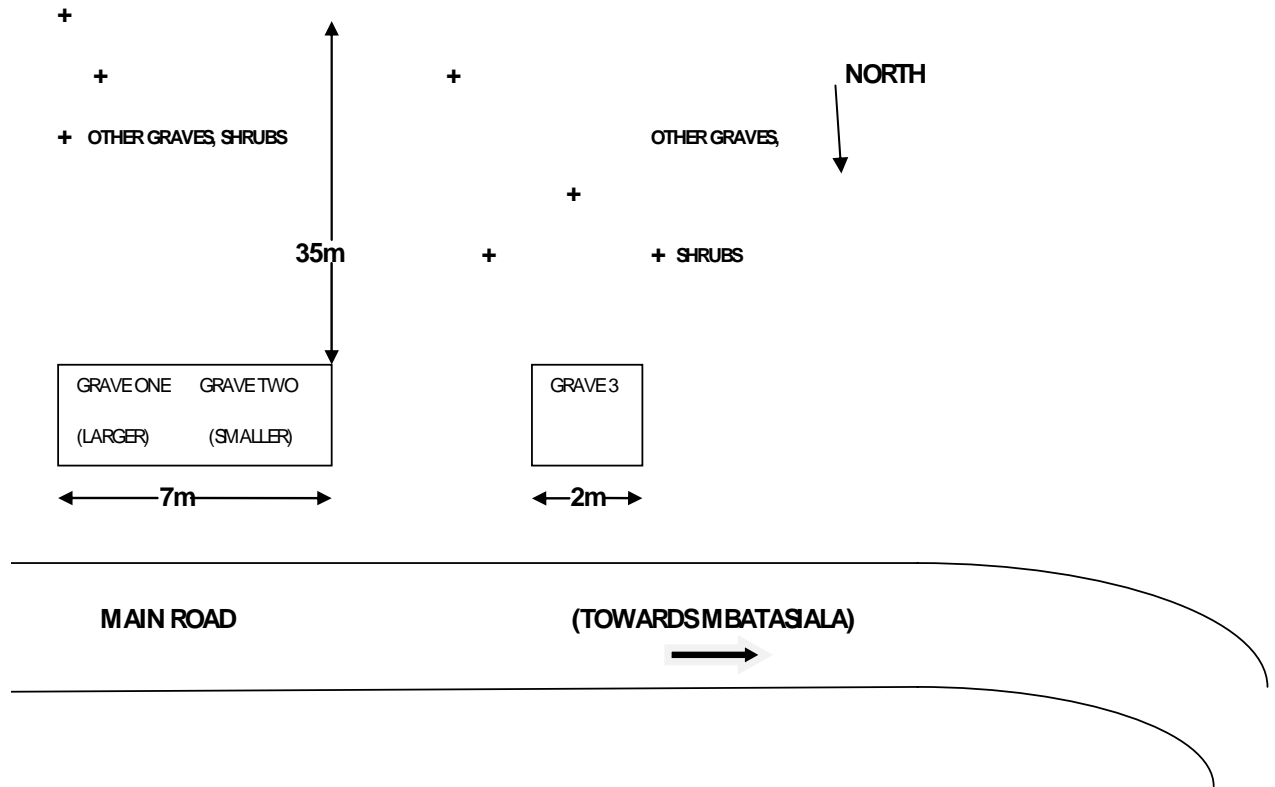 +
+ + NORTH
+ OTHER GRAVES, SHRUBS OTHER GRAVES,
+
35m + + SHRUBS
GRAVE ONE GRAVE TWO GRAVE 3
(LARGER) (SMALLER)
7m 2m
MAIN ROAD (TOWARDS MBATASIALA)